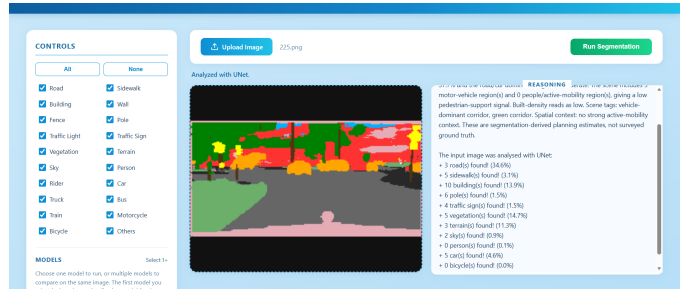 CONTROLS
All None
Road Sidewalk
Building Wall
Fence Pole
Traffic Light Traffic Sign
Vegetation Terrain
Sky Person
Rider Car
Truck Bus
Train Motorcycle
Bicycle Others
MODELS Select 1+
Choose one model to run, or multiple models to
compare on the same image. The first model you
Upload Image 225.png Run Segmentation
Analyzed with UNet.
REASONING
motor-vehicle region(s) and 0 people/active-mobility region(s), giving a low
pedestrian-support signal. Built-density reads as low. Scene tags: vehicle-
dominant corridor, green corridor. Spatial context: no strong active-mobility
context. These are segmentation-derived planning estimates, not surveyed
ground truth.
The input image was analysed with UNet:
+ 3 road(s) found! (34.6%)
+ 5 sidewalk(s) found! (3.1%)
+ 10 building(s) found! (13.9%)
+ 6 pole(s) found! (1.5%)
+ 4 traffic sign(s) found! (1.5%)
+ 5 vegetation(s) found! (14.7%)
+ 3 terrain(s) found! (11.3%)
+ 2 sky(s) found! (0.9%)
+ 0 person(s) found! (0.1%)
+ 5 car(s) found! (4.6%)
+ 0 bicycle(s) found! (0.0%)